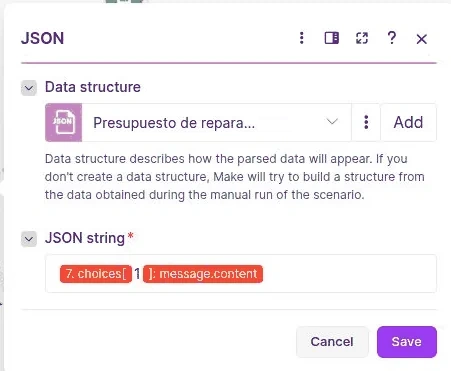 JSON
Data structure
JSON
Presupuesto de repara...
Add
Data structure describes how the parsed data will appear. If you
don't create a data structure, Make will try to build a structure from
the data obtained during the manual run of the scenario.
JSON string*
7. choices[ 1 ]: message.content
Cancel
Save